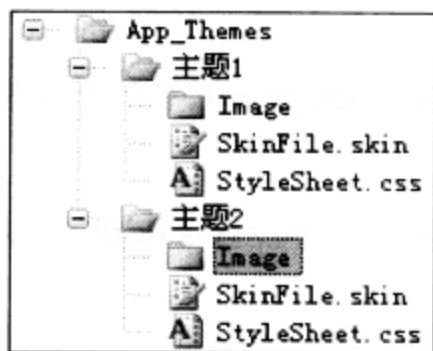 App_Themes
主题1
Image
SkinFile.skin
StyleSheet.css
主题2
Image
SkinFile.skin
StyleSheet.css